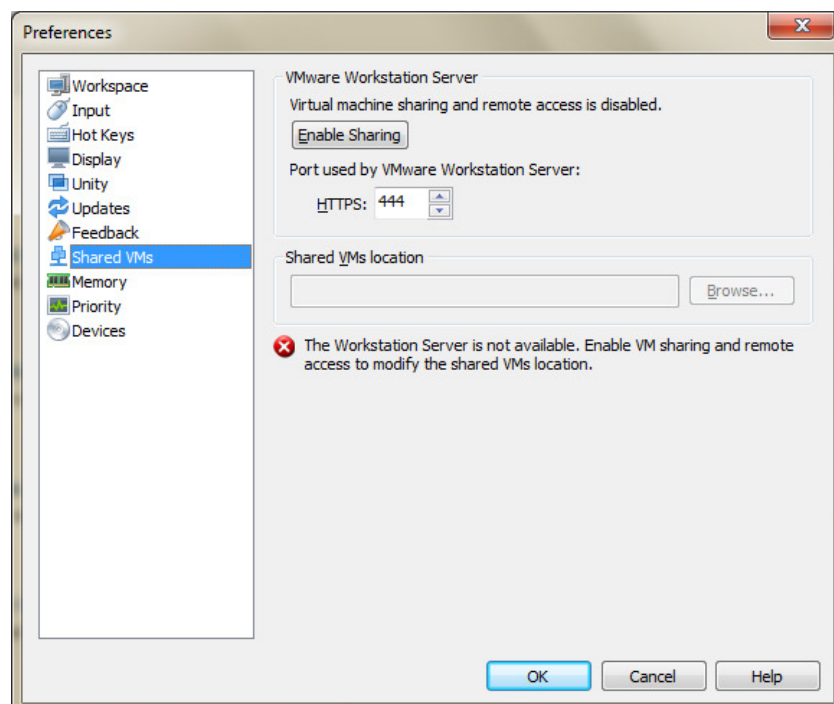 Preferences
Workspace
Input
Hot Keys
Display
Unity
Updates
Feedback
Shared VMs
Memory
Priority
Devices
VMware Workstation Server
Virtual machine sharing and remote access is disabled.
Enable Sharing
Port used by VMware Workstation Server:
HTTPS: 444
Shared VMs location
Browse...
The Workstation Server is not available. Enable VM sharing and remote
access to modify the shared VMs location.
OK Cancel Help